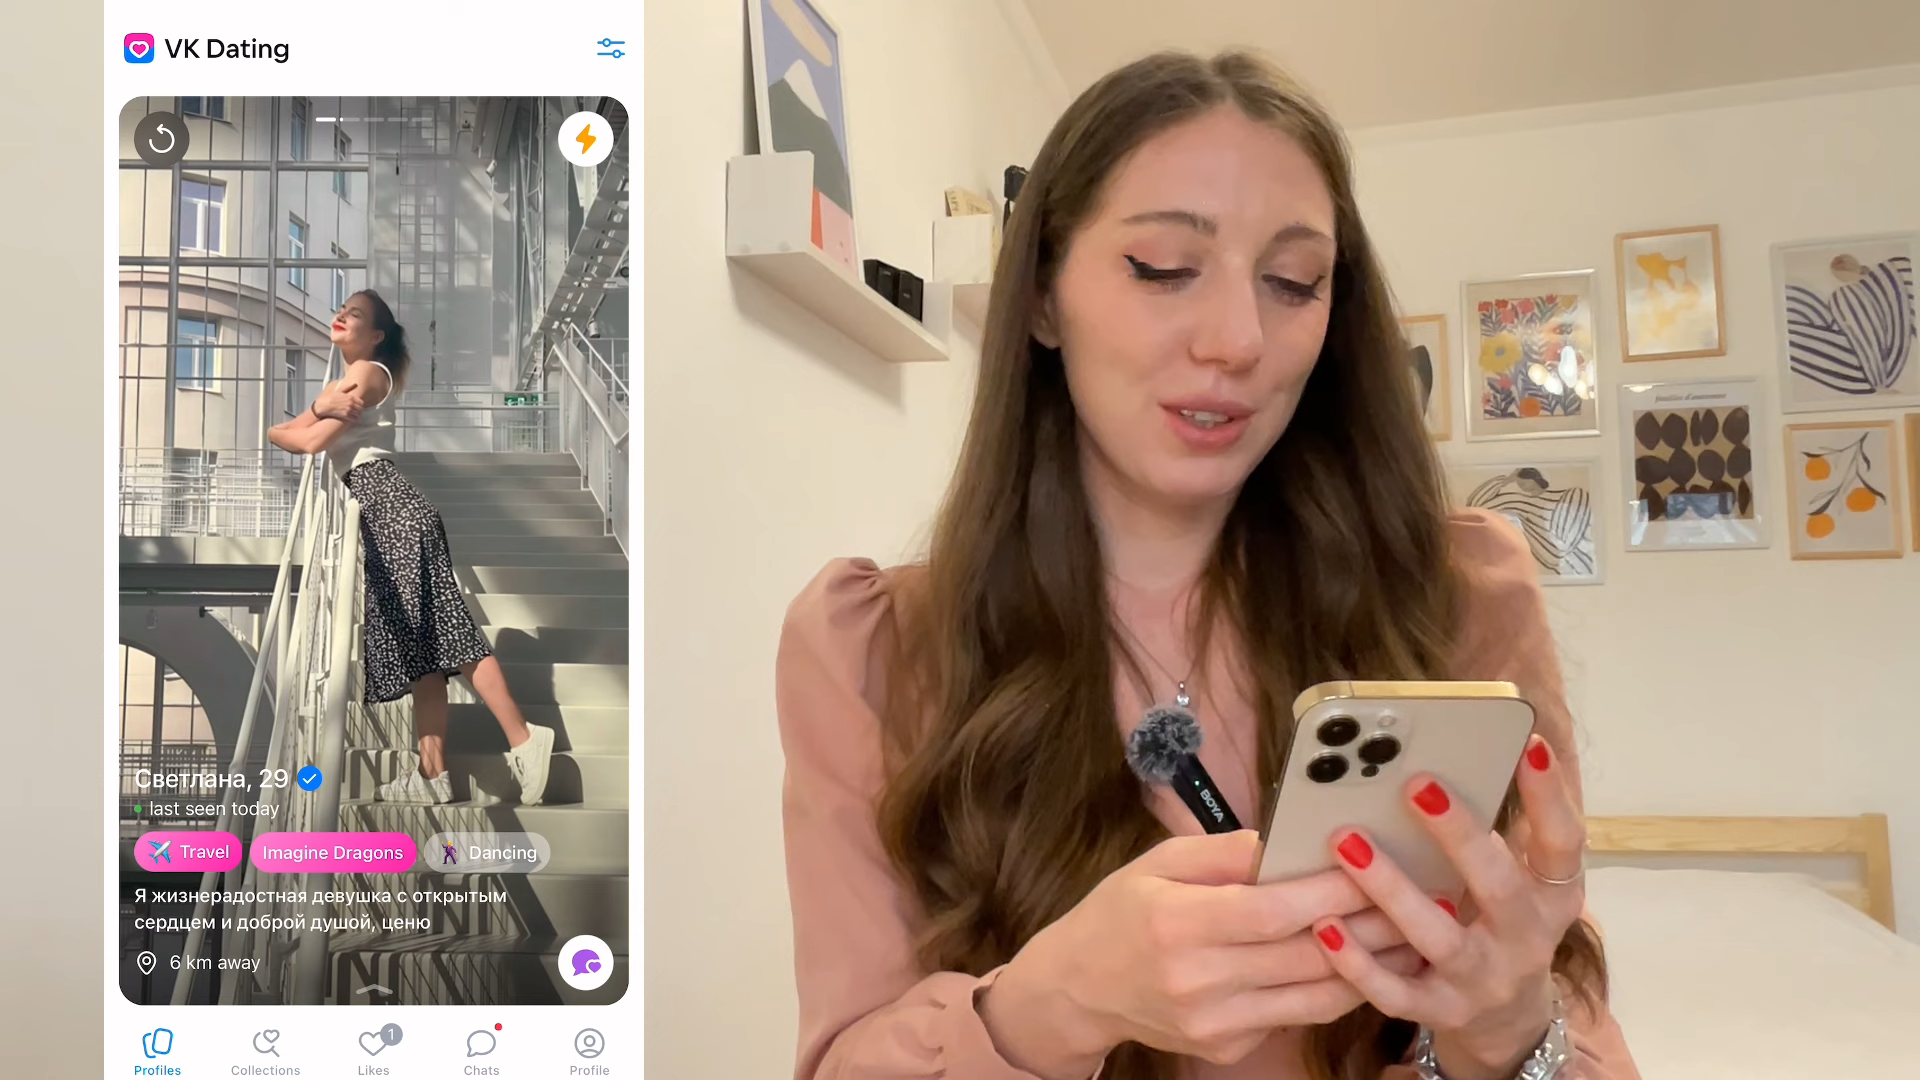 VK Dating
Светлана, 29
last seen today
Travel
Imagine Dragons
Dancing
Я жизнерадостная девушка с открытым
сердцем и доброй душой, ценю
6 km away
1
Profiles
Collections
Likes
Chats
Profile
BOYA